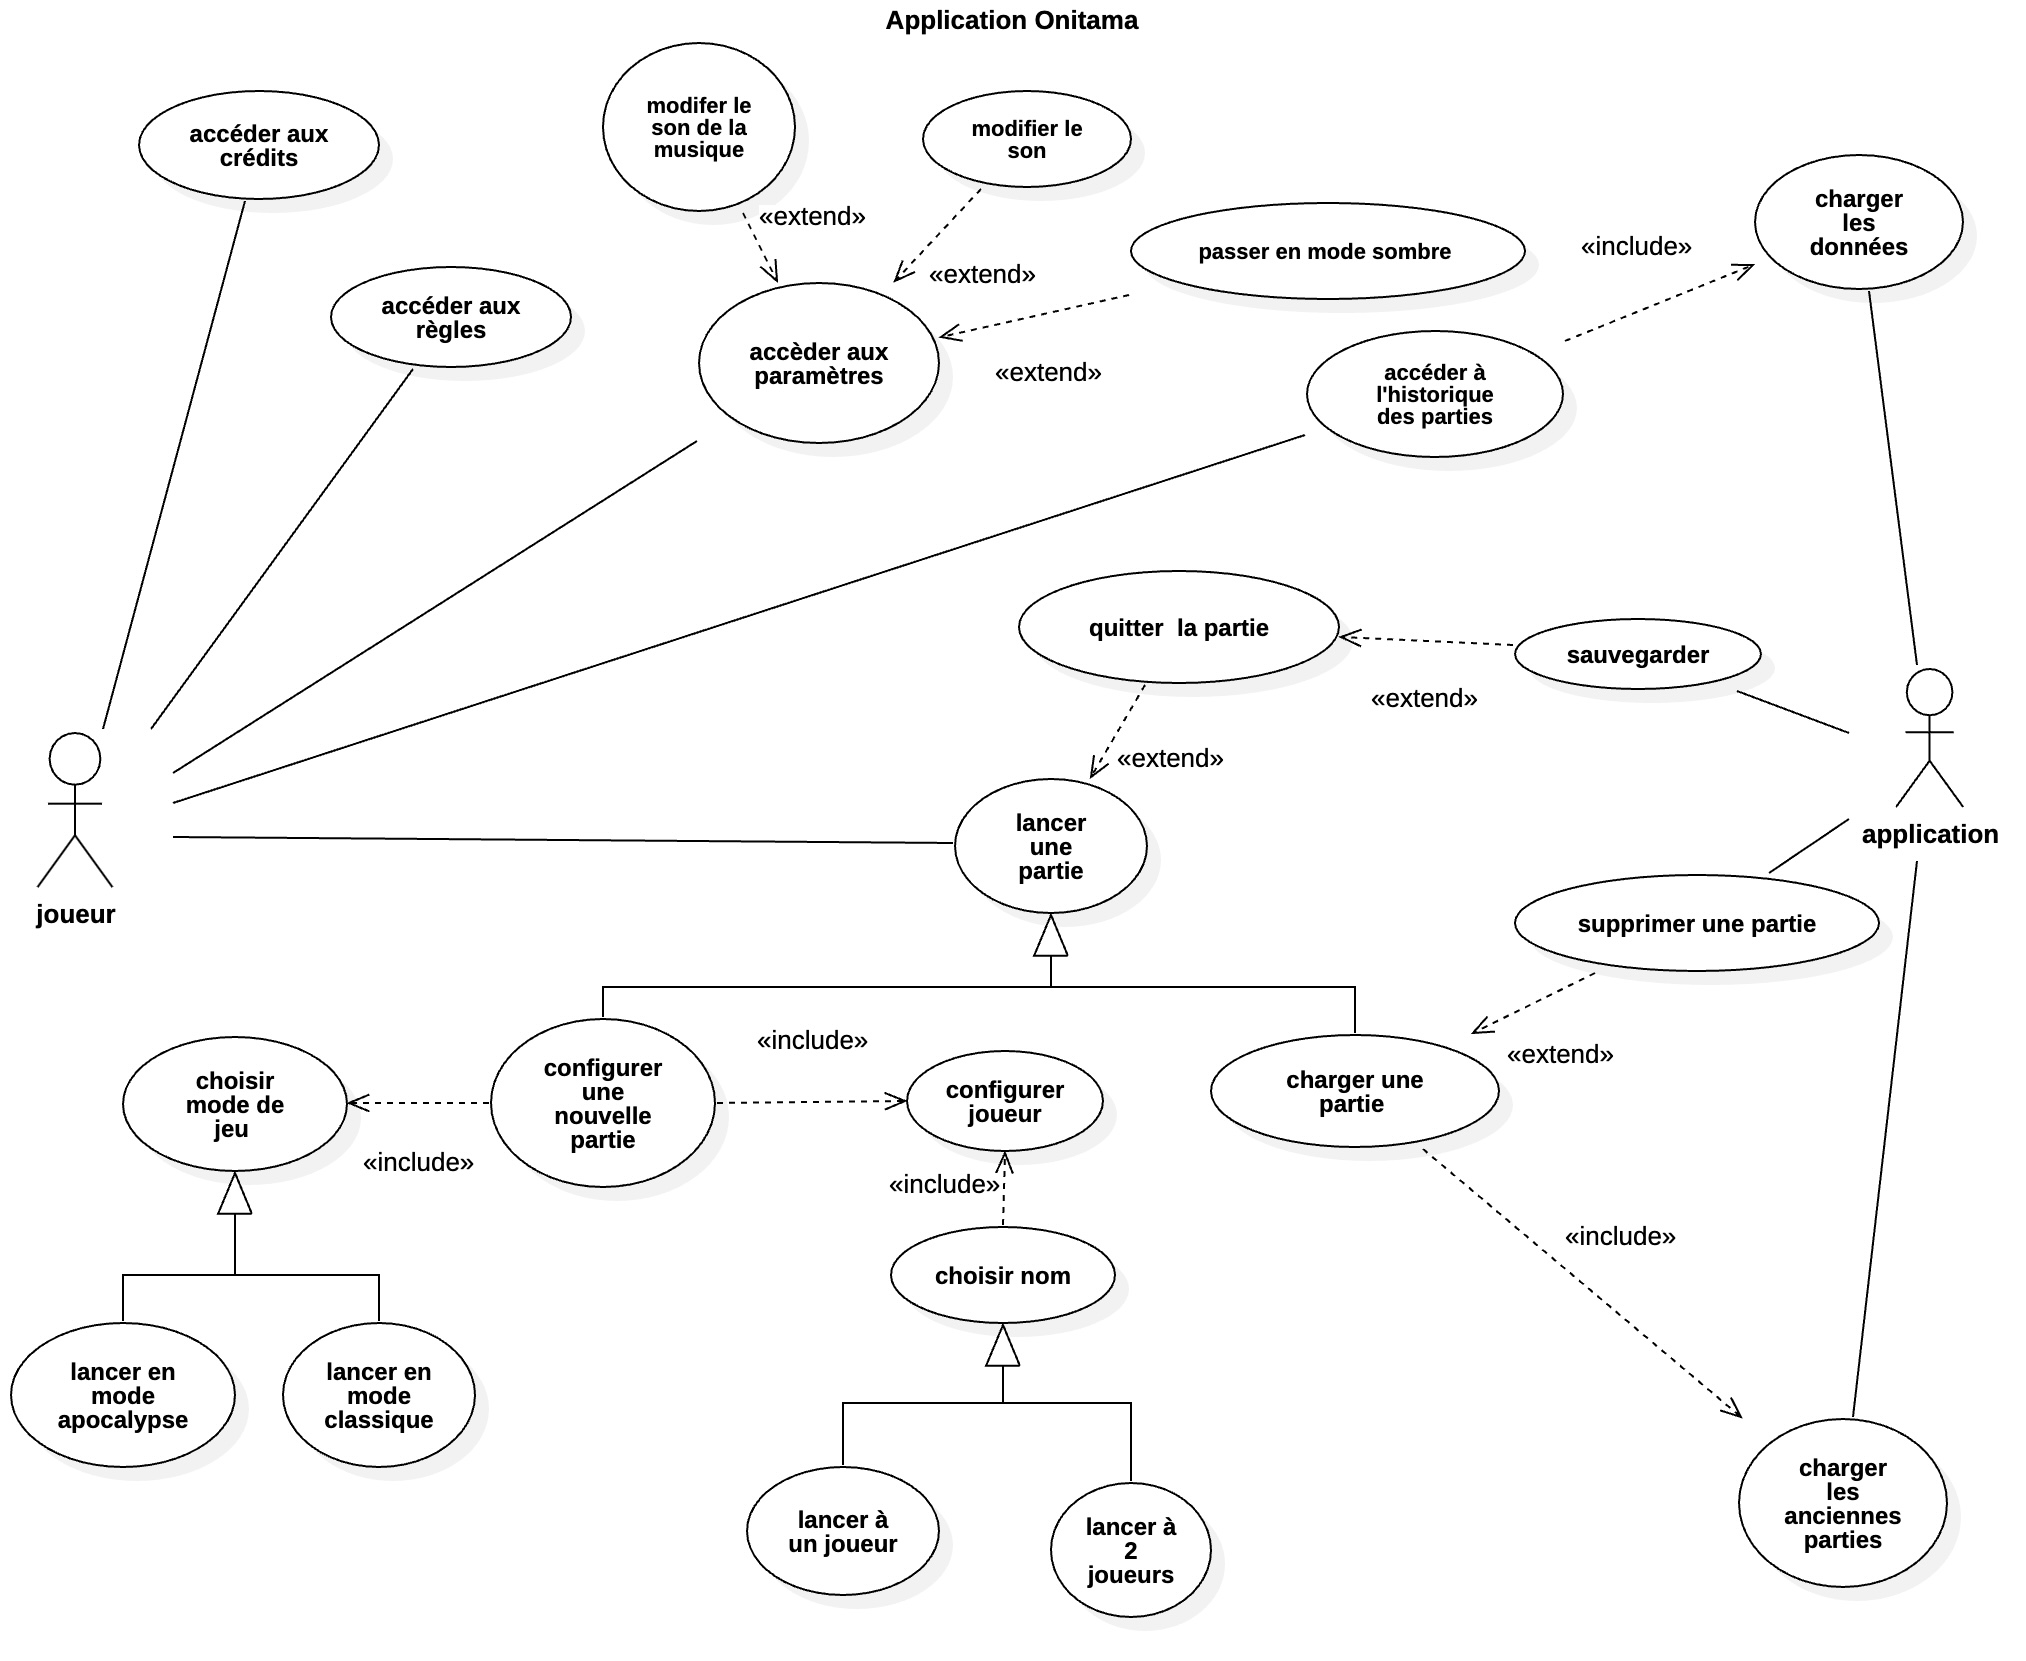 Application Onitama
modifer le
son de la
musique
modifier le
son
accéder aux
crédits
«extend»
charger
les
données
passer en mode sombre
«include»
«extend»
accéder aux
règles
accèder aux
paramètres
«extend»
accéder à
l'historique
des parties
quitter  la partie
sauvegarder
«extend»
«extend»
lancer
une
partie
application
joueur
supprimer une partie
«include»
«extend»
choisir
mode de
jeu
configurer
une
nouvelle
partie
configurer
joueur
charger une
partie
«include»
«include»
«include»
choisir nom
lancer en
mode
apocalypse
lancer en
mode
classique
lancer à
un joueur
lancer à
2
joueurs
charger
les
anciennes
parties